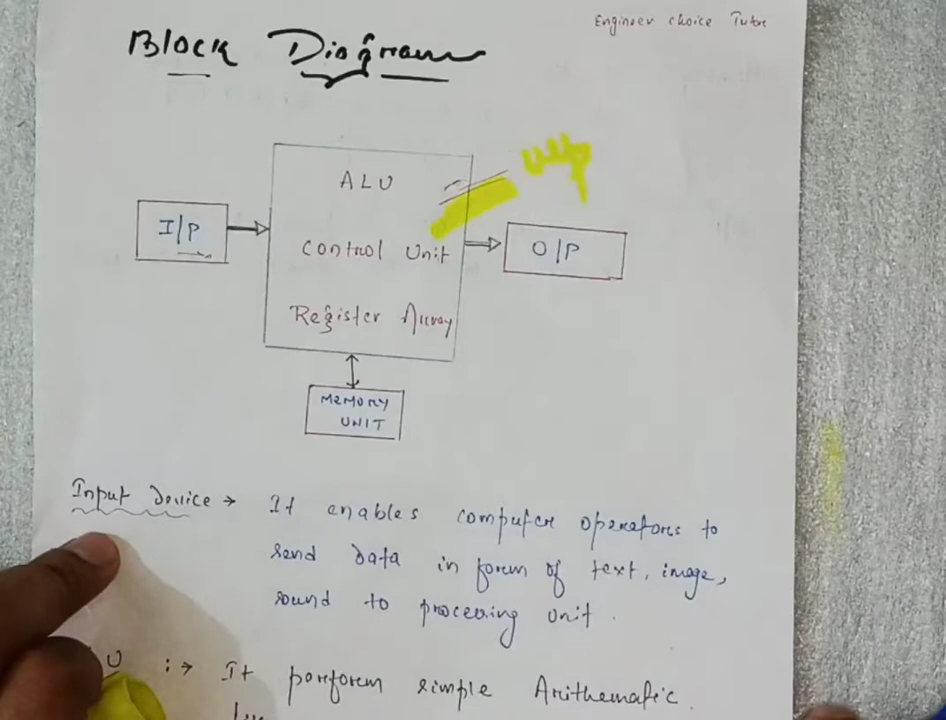 Engineer choice Tutor
Block Diagram
ALU
I/P
Control Unit
O/P
Register Array
MEMORY
UNIT
Input Device → It enables computer operators to
send data in form of text, image,
sound to processing unit.
U :→ It perform simple Arithematic